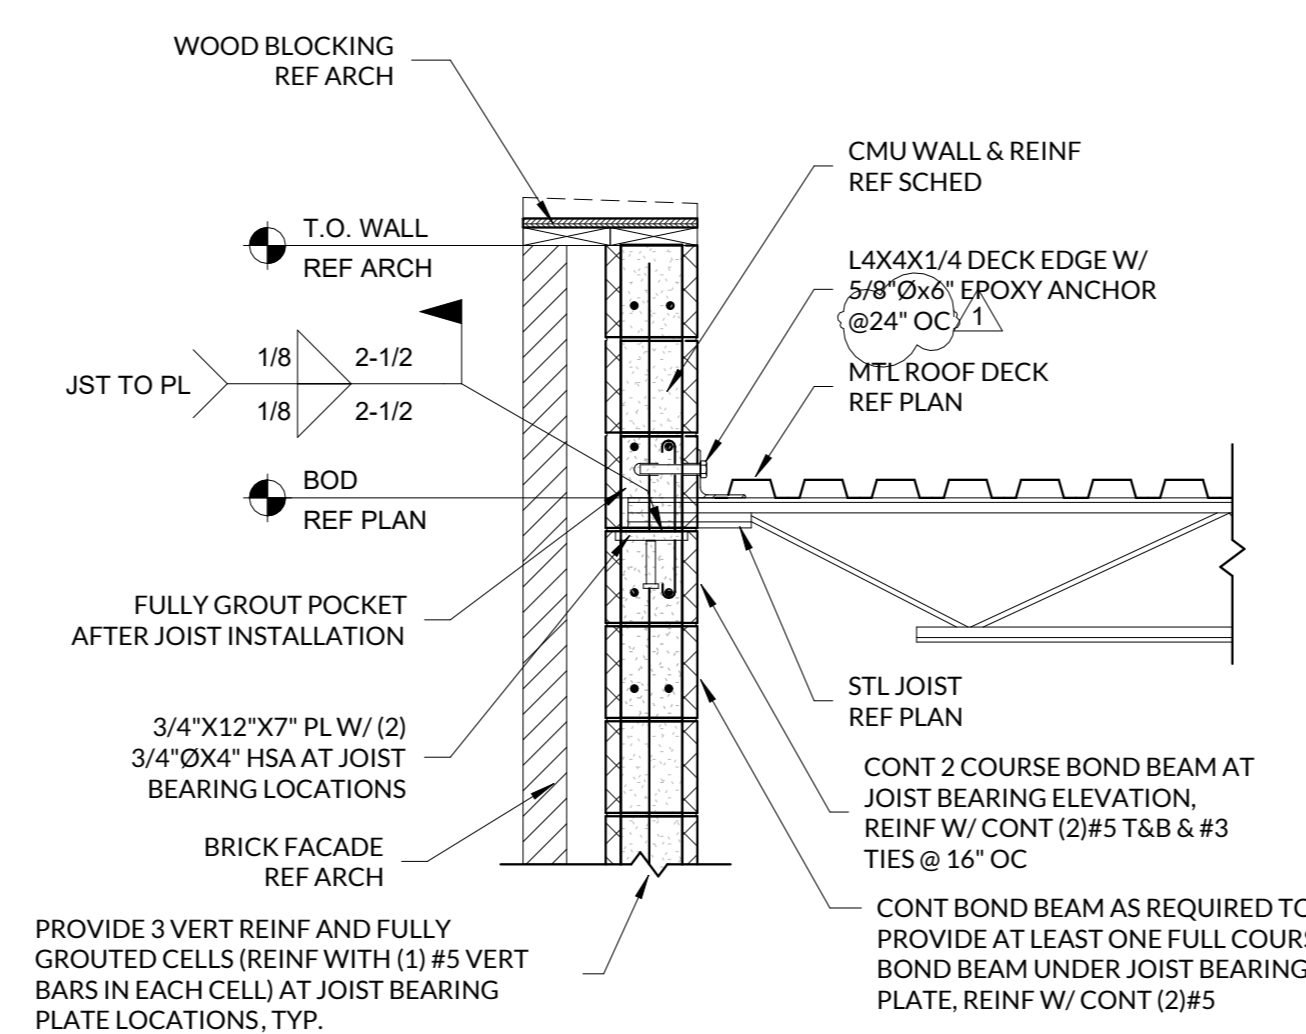 WOOD BLOCKING
REF ARCH
CMU WALL & REINF
REF SCHED
T.O. WALL
REF ARCH
L4X4X1/4 DECK EDGE W/
5/8"Øx6" EPOXY ANCHOR
@24" OC
1
MTL ROOF DECK
REF PLAN
JST TO PL
1/8
2-1/2
1/8
2-1/2
BOD
REF PLAN
FULLY GROUT POCKET
AFTER JOIST INSTALLATION
STL JOIST
REF PLAN
3/4"X12"X7" PL W/ (2)
3/4"ØX4" HSA AT JOIST
BEARING LOCATIONS
CONT 2 COURSE BOND BEAM AT
JOIST BEARING ELEVATION,
REINF W/ CONT (2)#5 T&B & #3
TIES @ 16" OC
BRICK FACADE
REF ARCH
PROVIDE 3 VERT REINF AND FULLY
GROUTED CELLS (REINF WITH (1) #5 VERT
BARS IN EACH CELL) AT JOIST BEARING
PLATE LOCATIONS, TYP.
CONT BOND BEAM AS REQUIRED TO
PROVIDE AT LEAST ONE FULL COURS
BOND BEAM UNDER JOIST BEARING
PLATE, REINF W/ CONT (2)#5